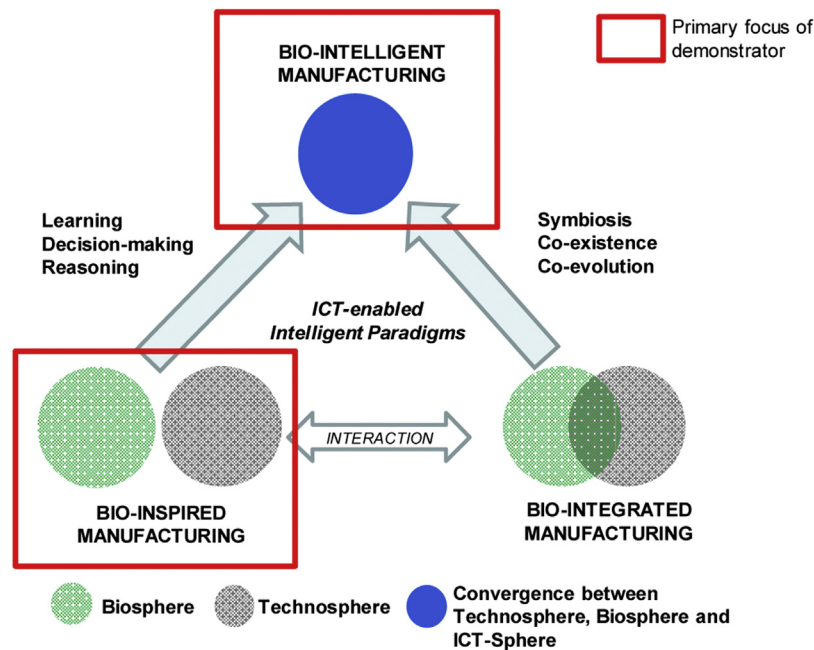 BIO-INTELLIGENT
MANUFACTURING
Primary focus of
demonstrator
Learning
Decision-making
Reasoning
Symbiosis
Co-existence
Co-evolution
ICT-enabled
Intelligent Paradigms
INTERACTION
BIO-INSPIRED
MANUFACTURING
BIO-INTEGRATED
MANUFACTURING
Biosphere
Technosphere
Convergence between
Technosphere, Biosphere and
ICT-Sphere